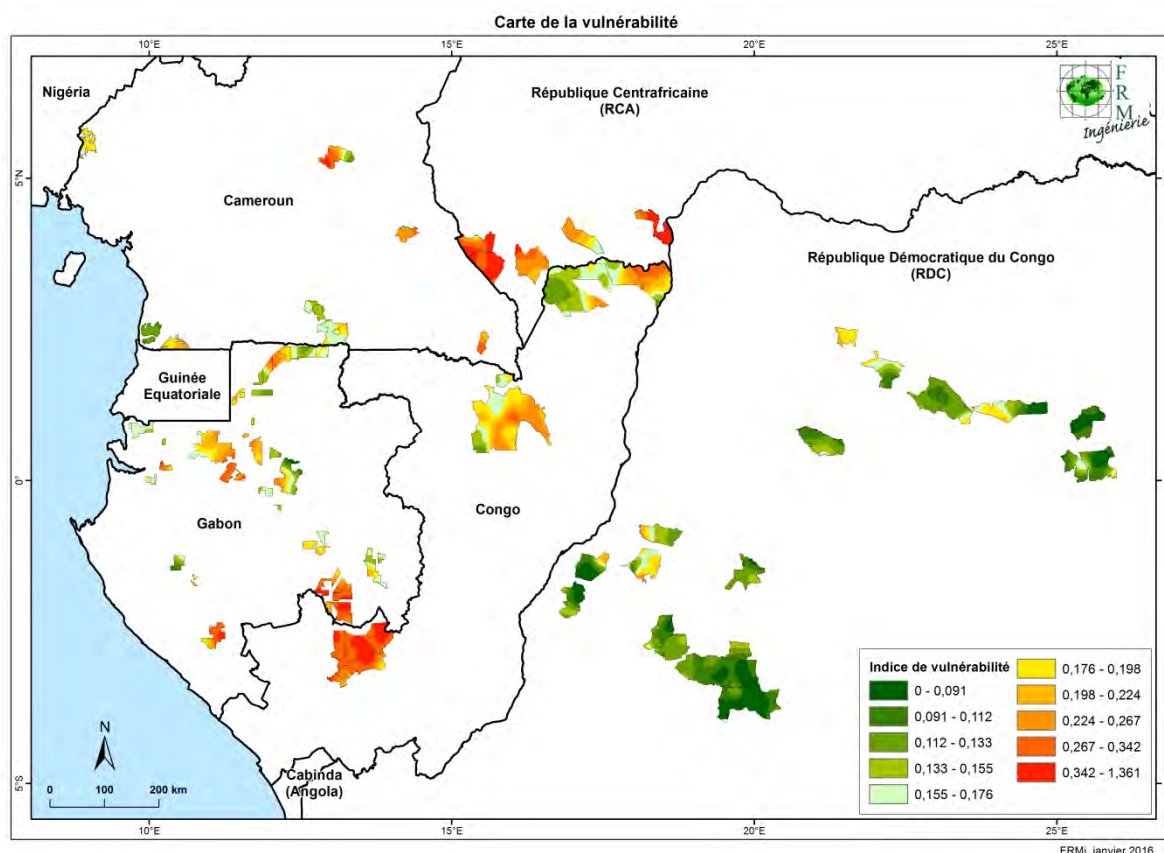 Carte de la vulnérabilité
10°E
15°E
20°E
25°E
Nigéria
République Centrafricaine
(RCA)
F
R
M
Ingénierie
5°N
5°N
Cameroun
République Démocratique du Congo
(RDC)
Guinée
Equatoriale
0°
0°
Gabon
Congo
Indice de vulnérabilité
0 - 0,091
0,091 - 0,112
0,112 - 0,133
0,133 - 0,155
0,155 - 0,176
0,176 - 0,198
0,198 - 0,224
0,224 - 0,267
0,267 - 0,342
0,342 - 1,361
N
Cabinda
(Angola)
5°S
5°S
0 100 200 km
10°E
15°E
20°E
25°E
FRMi, janvier 2016